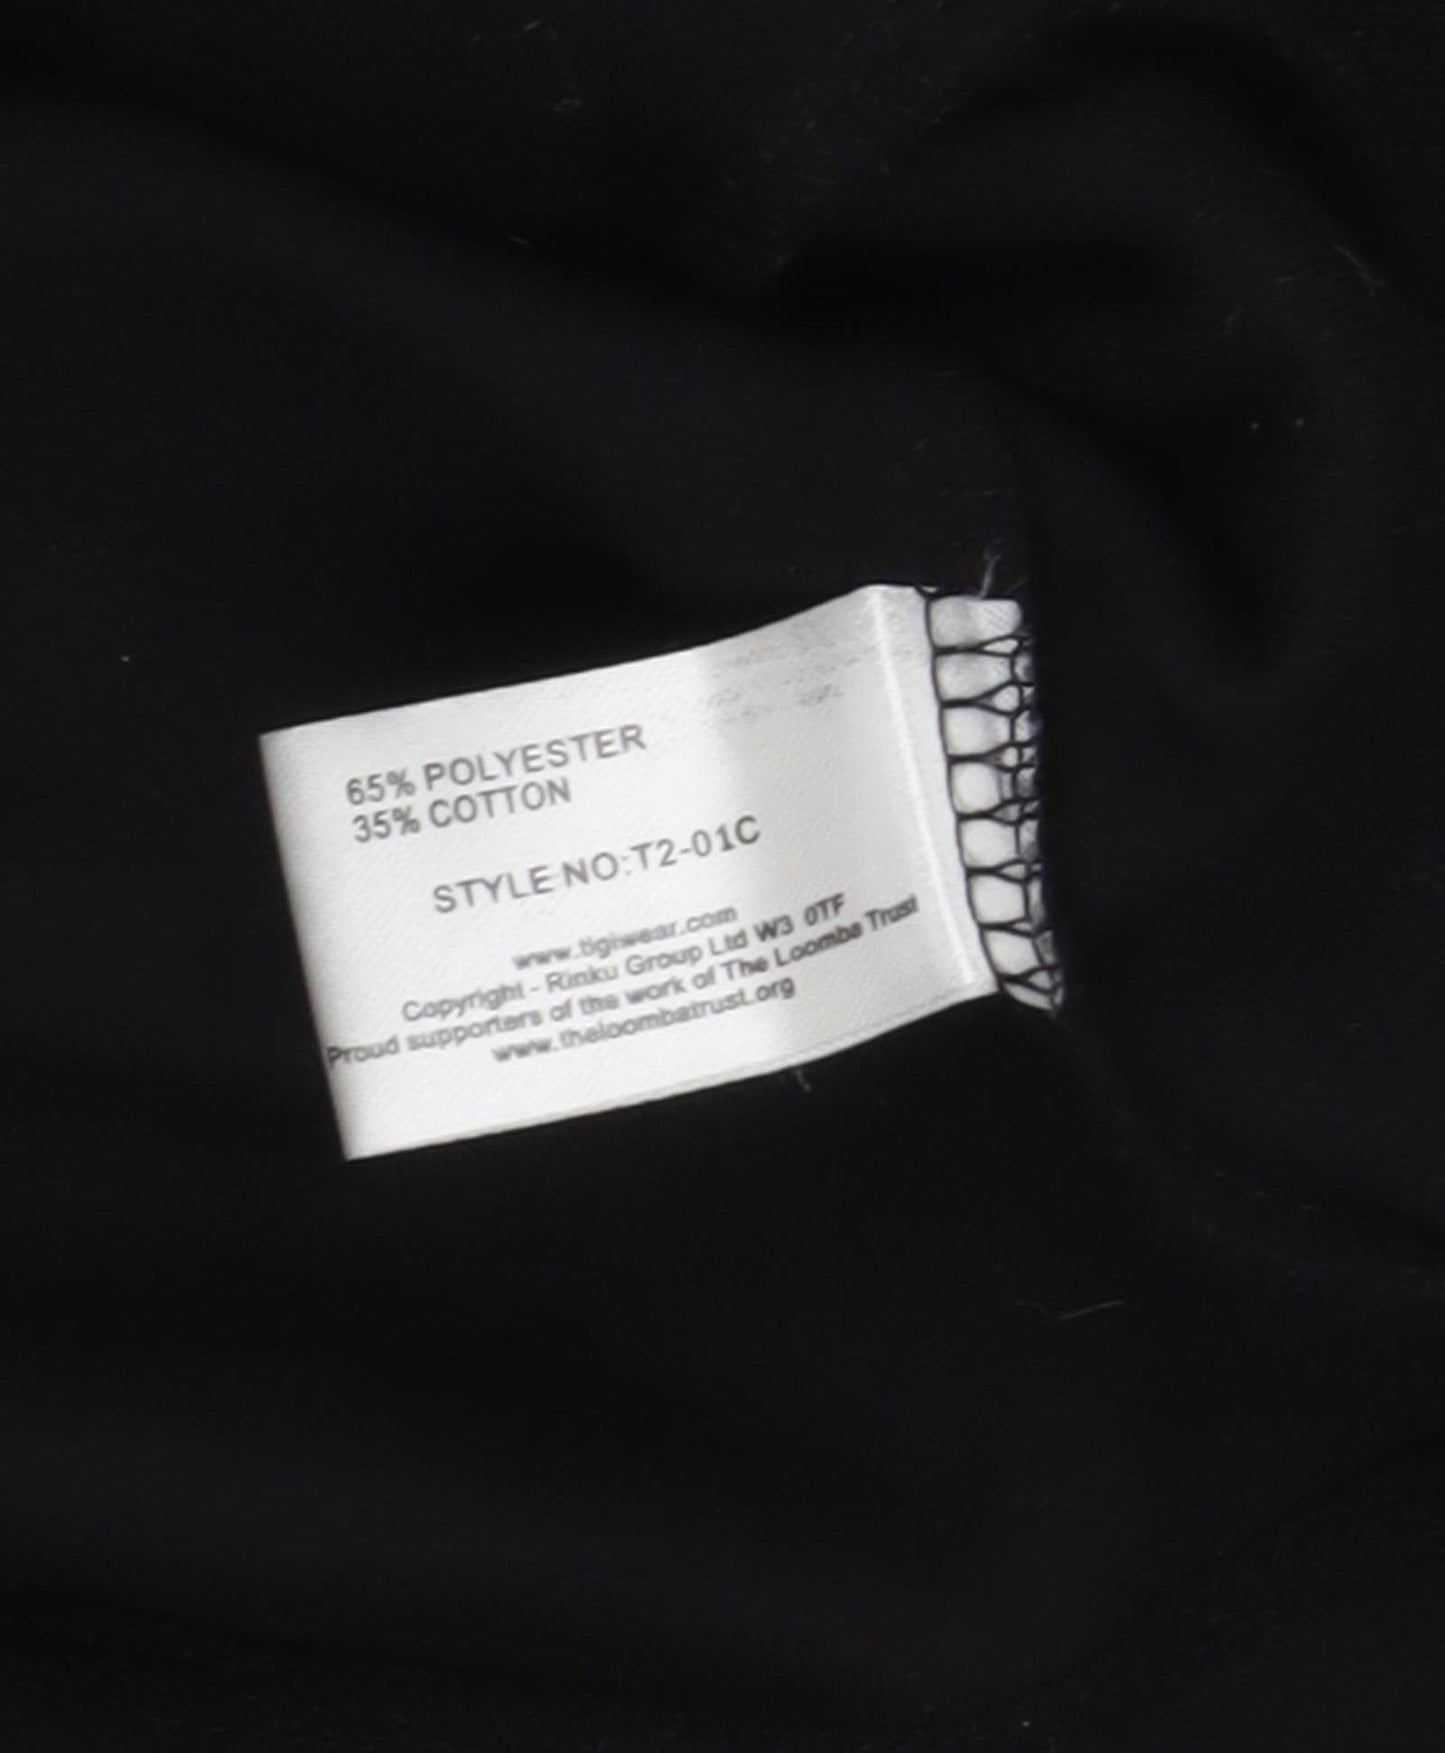 65% POLYESTER
35% COTTON
STYLE NO:T2-01C
www.tigiwear.com
Copyright - Rinku Group Ltd W3 0TF
Proud supporters of the work of The Loomba Trust
www.theloombatrust.org